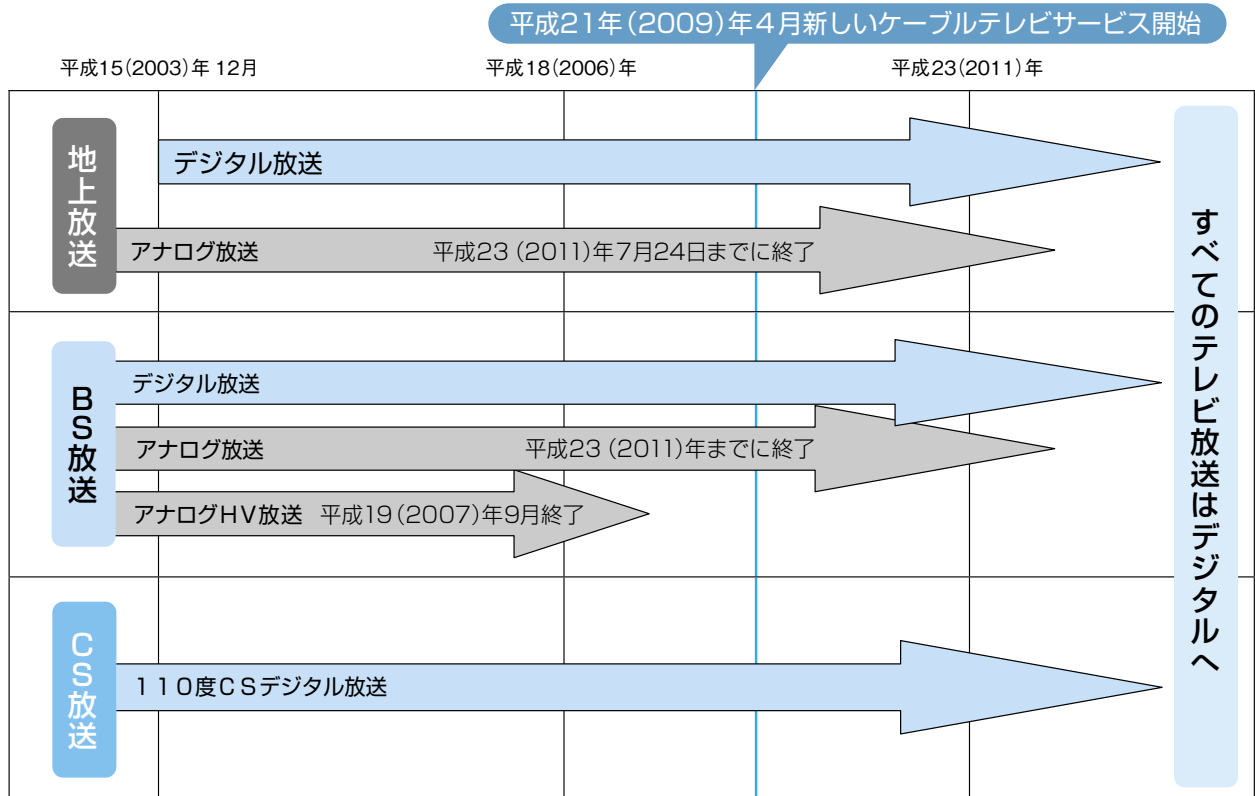 平成21年(2009)年4月新しいケーブルテレビサービス開始
平成15(2003)年 12月
平成18(2006)年
平成23(2011)年
地上放送
デジタル放送
アナログ放送 平成23(2011)年7月24日までに終了
BS放送
デジタル放送
アナログ放送 平成23(2011)年までに終了
アナログHV放送 平成19(2007)年9月終了
CS放送
110度CSデジタル放送
すべてのテレビ放送はデジタルへ